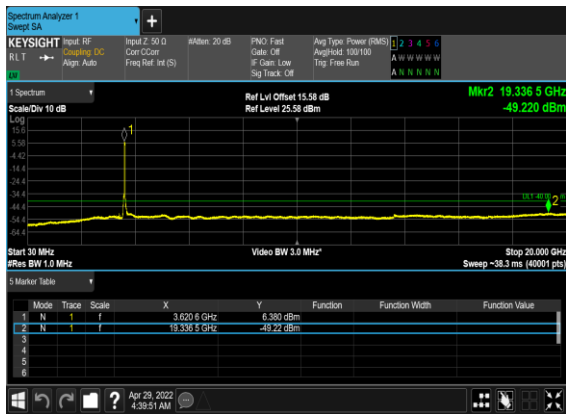 Spectrum Analyzer 1
Swept SA
KEYSIGHT Input: RF Input Z: 50 Ω #Atten: 20 dB PNO: Fast Avg Type: Power (RMS) 1 2 3 4 5 6
RLT Coupling: DC Corr CCorr Gate: Off Avg|Hold: 100/100 A W W W W W
Align: Auto Freq Ref: Int (S) IF Gain: Low Trig: Free Run A N N N N N
Sig Track: Off
1 Spectrum
Ref Lvl Offset 15.58 dB Mkr2 19.336 5 GHz
Scale/Div 10 dB Ref Level 25.58 dBm -49.220 dBm
Log
15.6
1
5.58
-4.42
-14.4
-24.4
-34.4
-44.4
2
-54.4
Start 30 MHz Video BW 3.0 MHz* Stop 20.000 GHz
#Res BW 1.0 MHz Sweep ~38.3 ms (40001 pts)
5 Marker Table
Mode Trace Scale X Y Function Function Width Function Value
1 N 1 f 3.620 6 GHz 6.380 dBm
2 N 1 f 19.336 5 GHz -49.22 dBm
3
4
5
6
Apr 29, 2022
4:39:51 AM